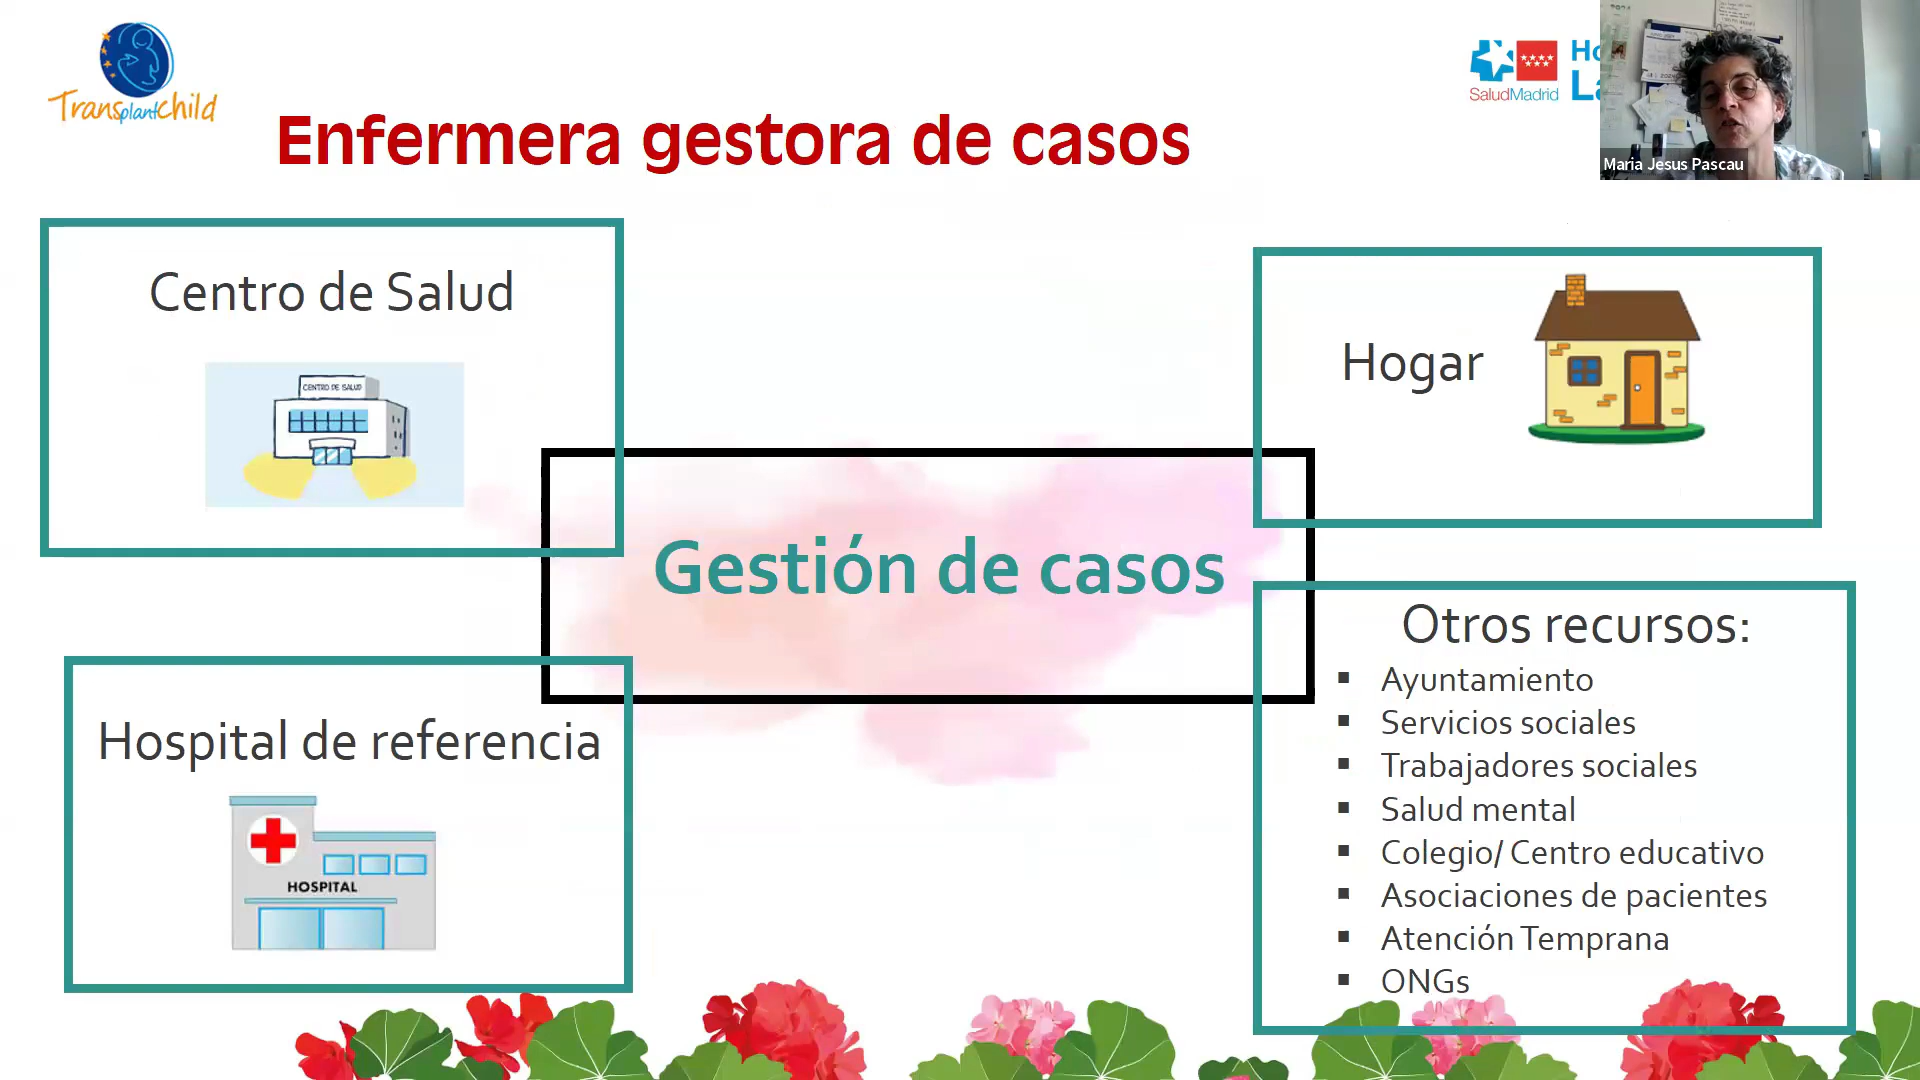 TransplantChild
SaludMadrid
Maria Jesus Pascau
Enfermera gestora de casos
Centro de Salud
CENTRO DE SALUD
Hogar
Gestión de casos
Hospital de referencia
HOSPITAL
Otros recursos:
▪ Ayuntamiento
▪ Servicios sociales
▪ Trabajadores sociales
▪ Salud mental
▪ Colegio/ Centro educativo
▪ Asociaciones de pacientes
▪ Atención Temprana
▪ ONGs